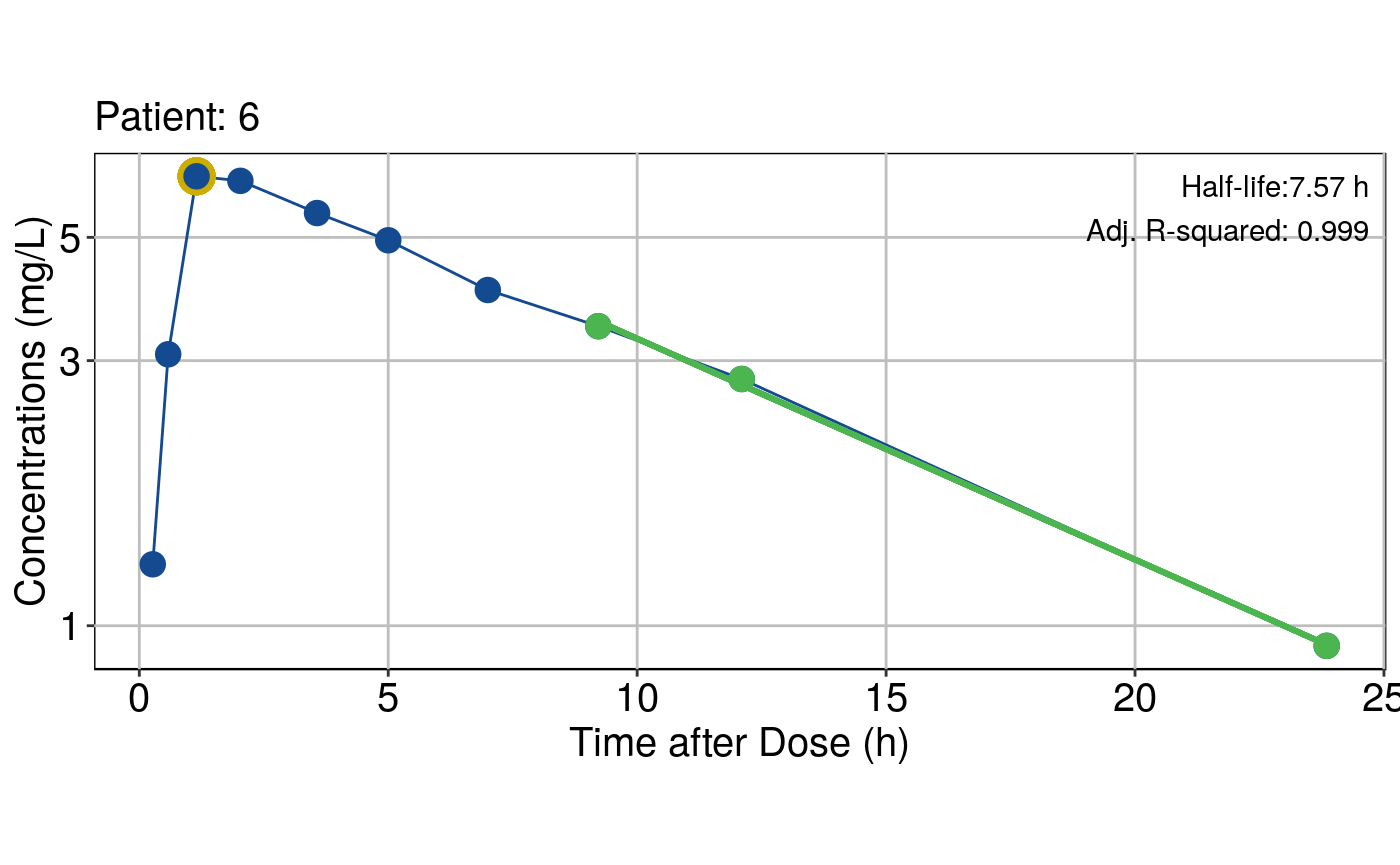 Patient: 6
Half-life:7.57 h
Adj. R-squared: 0.999
5
3
1
Concentrations (mg/L)
0 5 10 15 20 25
Time after Dose (h)